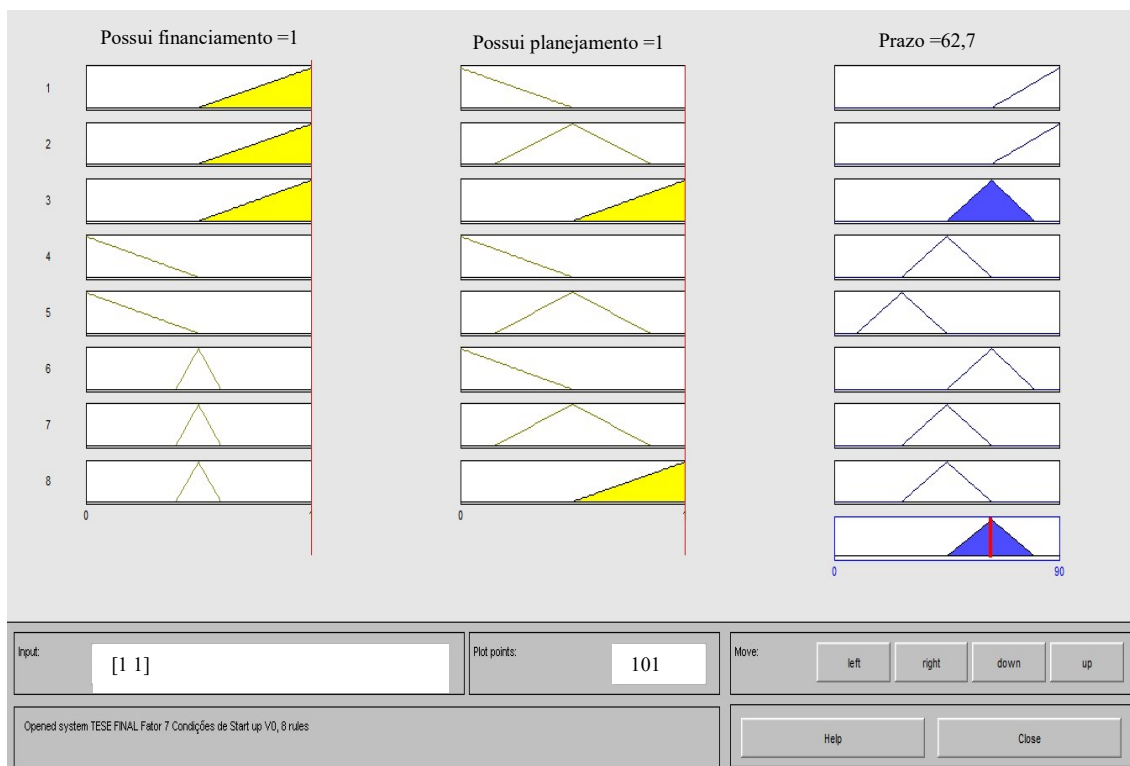 Possui financiamento =1
Possui planejamento =1
Prazo =62,7
1
2
3
4
5
6
7
8
0
1
0
1
0
90
Input:
[1 1]
Plot points:
101
Move:
left
right
down
up
Opened system TESE FINAL Fator 7 Condições de Start up V0, 8 rules
Help
Close